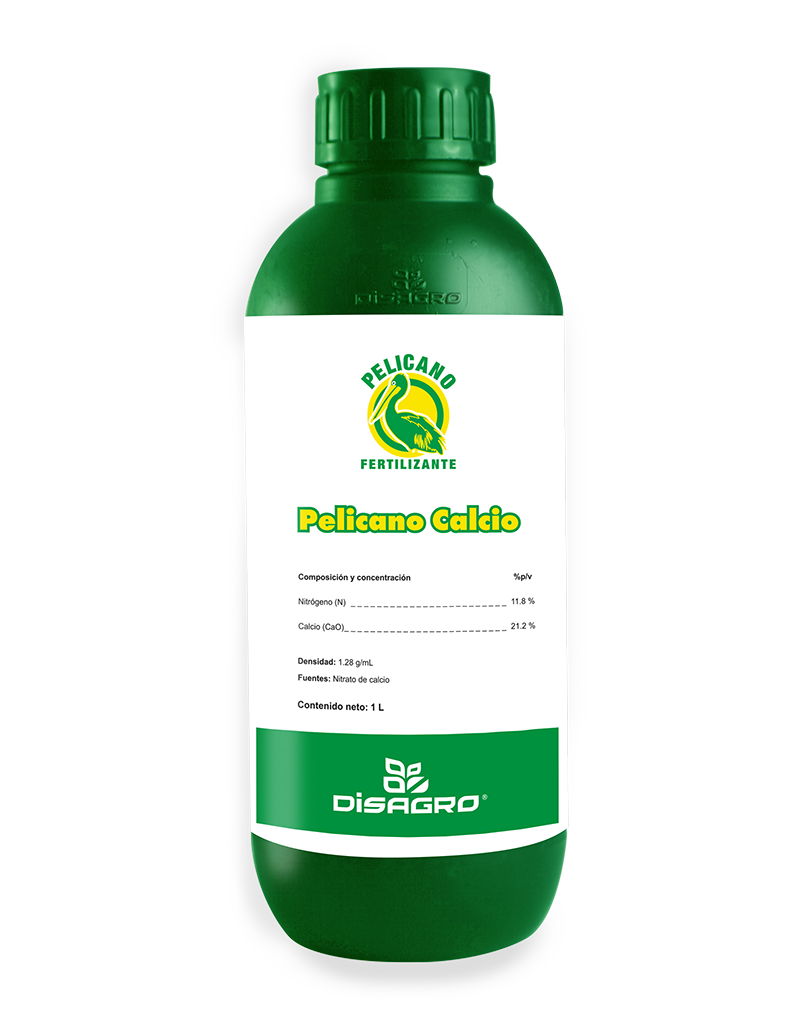 DISAGRO
PELICANO
FERTILIZANTE
Pelicano Calcio
Composición y concentración %p/v
Nitrógeno (N) _ _ _ _ _ _ _ _ _ _ _ _ _ _ _ _ _ _ _ _ _ _ _ _ _ 11.8 %
Calcio (CaO)_ _ _ _ _ _ _ _ _ _ _ _ _ _ _ _ _ _ _ _ _ _ _ _ _ _ 21.2 %
Densidad: 1.28 g/mL
Fuentes: Nitrato de calcio
Contenido neto: 1 L
DiSAGRO®